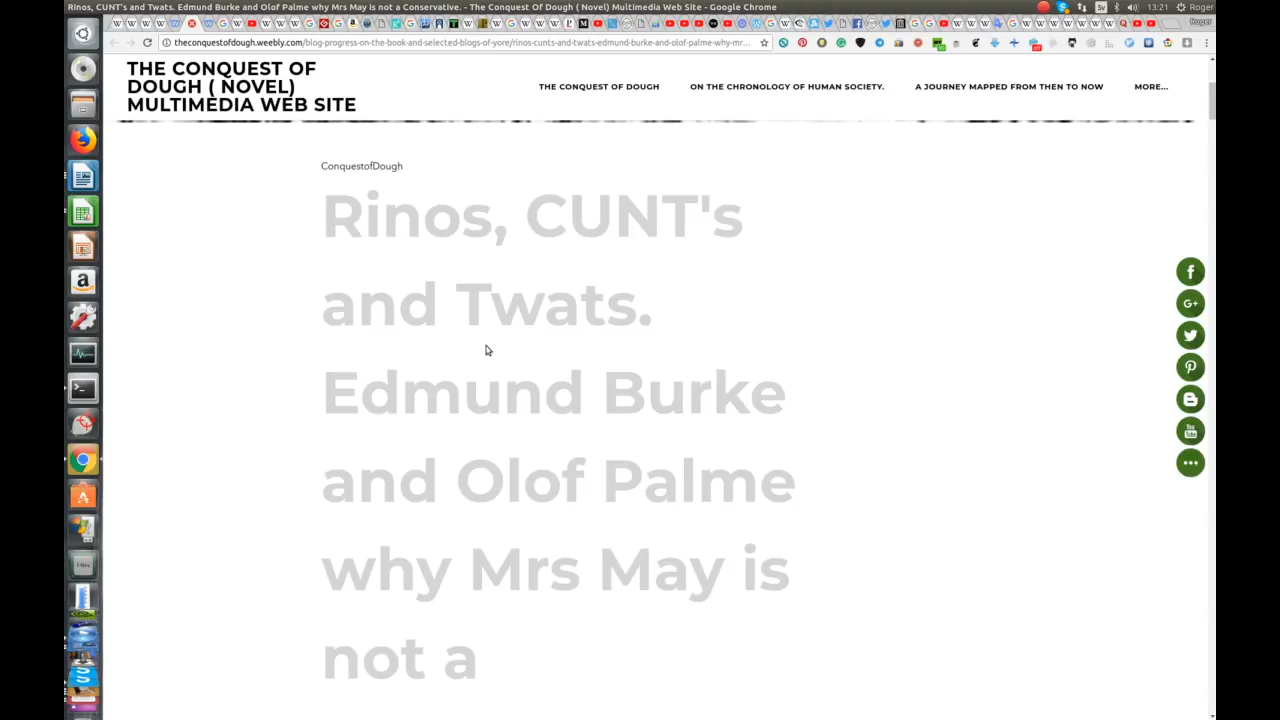 Rinos, CUNT's and Twats. Edmund Burke and Olof Palme why Mrs May is not a Conservative. - The Conquest Of Dough ( Novel) Multimedia Web Site - Google Chrome
Sv
13:21
Roger
Roger
theconquestofdough.weebly.com/blog-progress-on-the-book-and-selected-blogs-of-yore/rinos-cunts-and-twats-edmund-burke-and-olof-palme-why-mr...
THE CONQUEST OF
DOUGH ( NOVEL)
MULTIMEDIA WEB SITE
THE CONQUEST OF DOUGH
ON THE CHRONOLOGY OF HUMAN SOCIETY.
A JOURNEY MAPPED FROM THEN TO NOW
MORE...
ConquestofDough
Rinos, CUNT's
and Twats.
Edmund Burke
and Olof Palme
why Mrs May is
not a